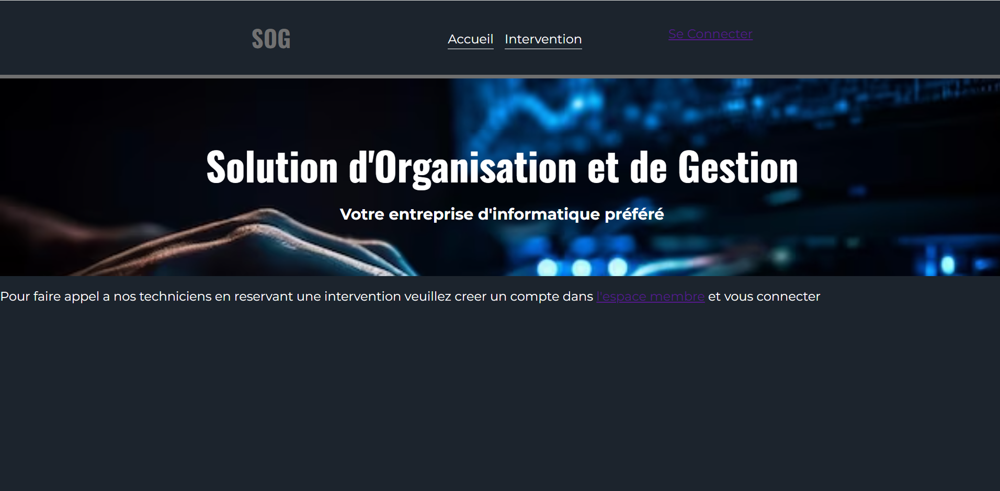 SOG
Accueil Intervention
Se Connecter
Solution d'Organisation et de Gestion
Votre entreprise d'informatique préféré
Pour faire appel a nos techniciens en reservant une intervention veuillez creer un compte dans l'espace membre et vous connecter